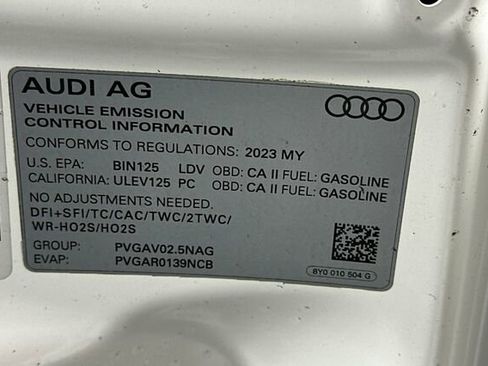 AUDI AG
VEHICLE EMISSION
CONTROL INFORMATION
CONFORMS TO REGULATIONS: 2023 MY
U.S. EPA: BIN125 LDV OBD: CA II FUEL: GASOLINE
CALIFORNIA: ULEV125 PC OBD: CA II FUEL: GASOLINE
NO ADJUSTMENTS NEEDED.
DFI+SFI/TC/CAC/TWC/2TWC/
WR-HO2S/HO2S
GROUP: PVGAV02.5NAG
EVAP: PVGAR0139NCB
8Y0 010 504 G